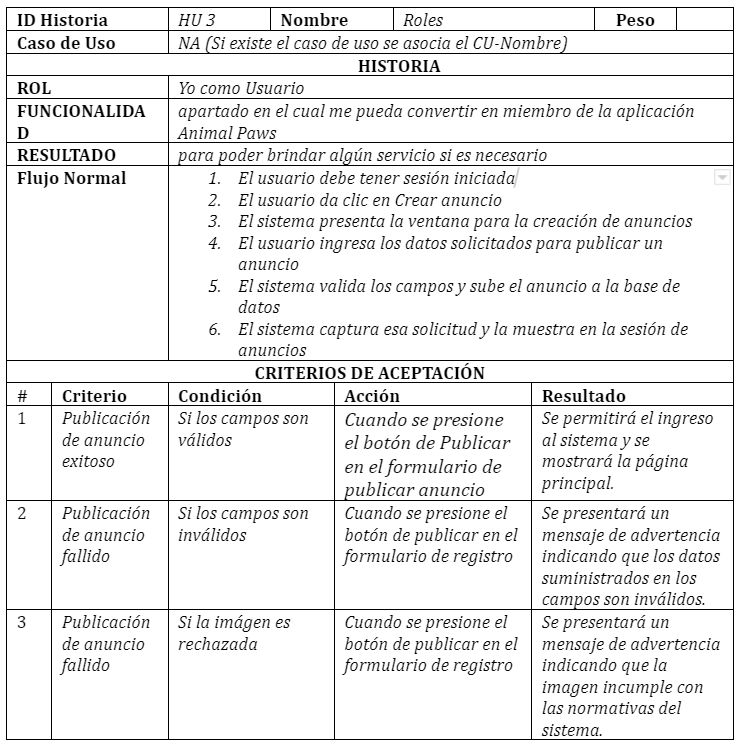 ID Historia HU 3 Nombre Roles Peso
Caso de Uso NA (Si existe el caso de uso se asocia el CU-Nombre)
HISTORIA
ROL Yo como Usuario
FUNCIONALIDA apartado en el cual me pueda convertir en miembro de la aplicación
D Animal Paws
RESULTADO para poder brindar algún servicio si es necesario
Flujo Normal 1. El usuario debe tener sesión iniciada
2. El usuario da clic en Crear anuncio
3. El sistema presenta la ventana para la creación de anuncios
4. El usuario ingresa los datos solicitados para publicar un
anuncio
5. El sistema valida los campos y sube el anuncio a la base de
datos
6. El sistema captura esa solicitud y la muestra en la sesión de
anuncios
CRITERIOS DE ACEPTACIÓN
# Criterio Condición Acción Resultado
1 Publicación Si los campos son Cuando se presione Se permitirá el ingreso
de anuncio válidos el botón de Publicar al sistema y se
exitoso en el formulario de mostrará la página
publicar anuncio principal.
2 Publicación Si los campos son Cuando se presione el Se presentará un
de anuncio inválidos botón de publicar en el mensaje de advertencia
fallido formulario de registro indicando que los datos
suministrados en los
campos son inválidos.
3 Publicación Si la imágen es Cuando se presione el Se presentará un
de anuncio rechazada botón de publicar en el mensaje de advertencia
fallido formulario de registro indicando que la
imagen incumple con
las normativas del
sistema.